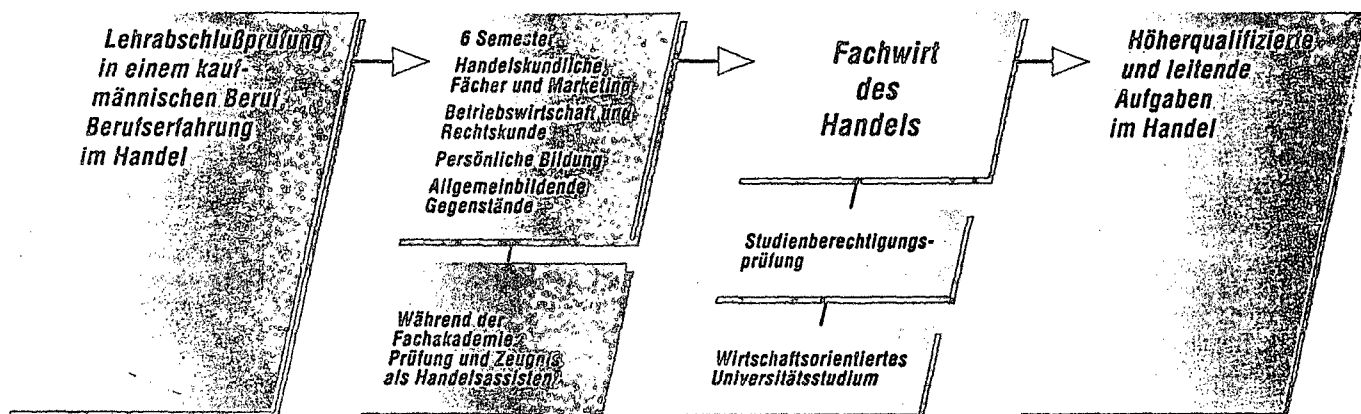 Lehrabschlußprüfung
in einem kauf-
männischen Beruf
Berufserfahrung
im Handel
6 Semester
Handelskundliche
Fächer und Marketing
Betriebswirtschaft und
Rechtskunde
Persönliche Bildung
Allgemeinbildende
Gegenstände
Während der
Fachakademie
Prüfung und Zeugnis
als Handelsassistent
Fachwirt
des
Handels
Studienberechtigungs-
prüfung
Wirtschaftsorientiertes
Universitätsstudium
Höherqualifizierte
und leitende
Aufgaben
im Handel